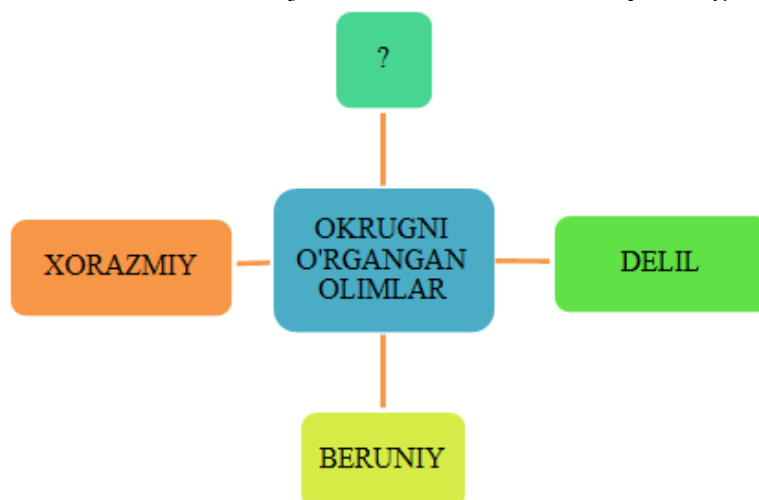 ?
XORAZMIY
OKRUGNI
O'RGANGAN
OLIMLAR
DELIL
BERUNIY